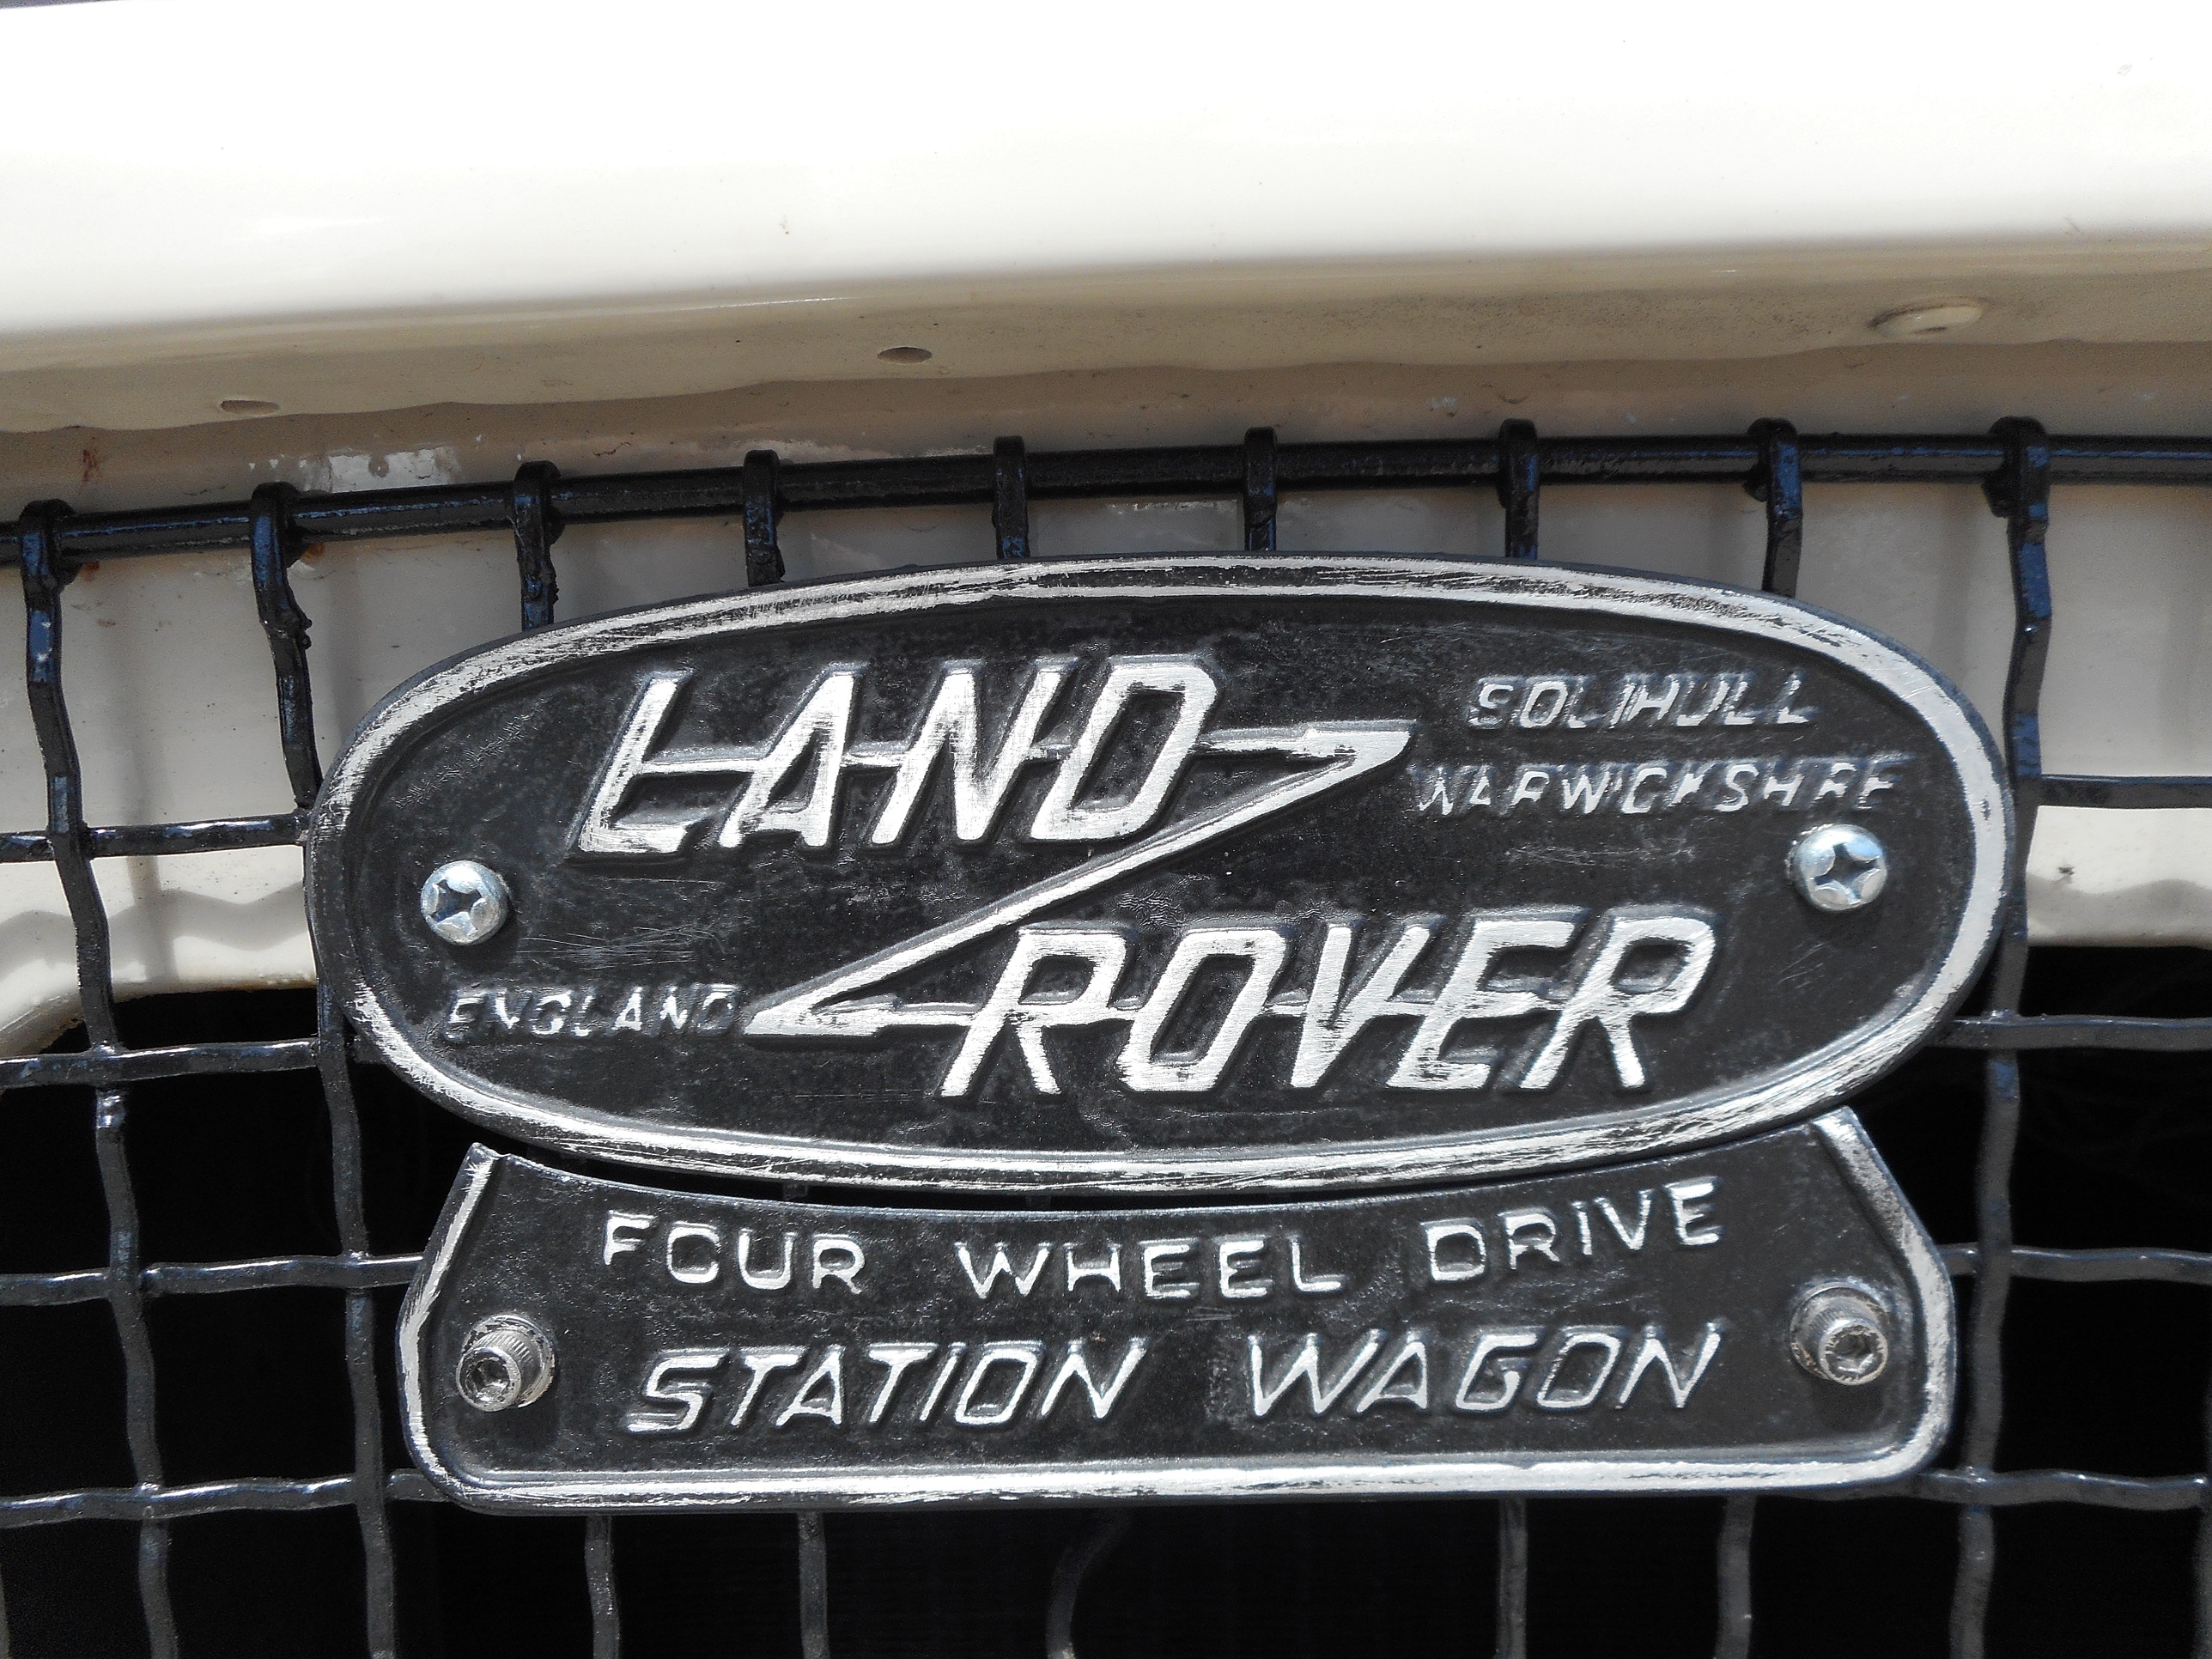 LAND
SOLIHULL
WARWICKSHIRE
ENGLAND
ROVER
FOUR WHEEL DRIVE
STATION WAGON